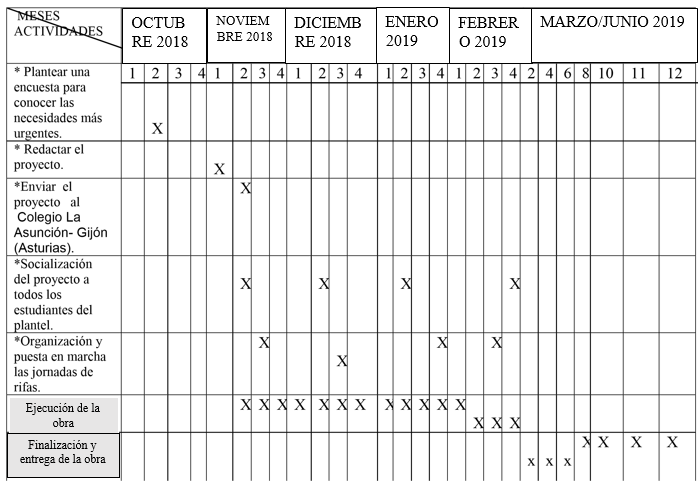 MESES
ACTIVIDADES
OCTUB
RE 2018
NOVIEM
BRE 2018
DICIEMB
RE 2018
ENERO
2019
FEBRER
O 2019
MARZO/JUNIO 2019
* Plantear una
encuesta para
conocer las
necesidades más
urgentes.
1 2 3 4 1 2 3 4 1 2 3 4 1 2 3 4 1 2 3 4 2 4 6 8 10 11 12
X
* Redactar el
proyecto.
X
*Enviar el
proyecto al
Colegio La
Asunción- Gijón
(Asturias).
X
*Socialización
del proyecto a
todos los
estudiantes del
plantel.
X X X X
*Organización y
puesta en marcha
las jornadas de
rifas.
X X X
X
Ejecución de la
obra
X X X X X X X X X X X X
X X X
Finalización y
entrega de la obra
X X X X
x x x